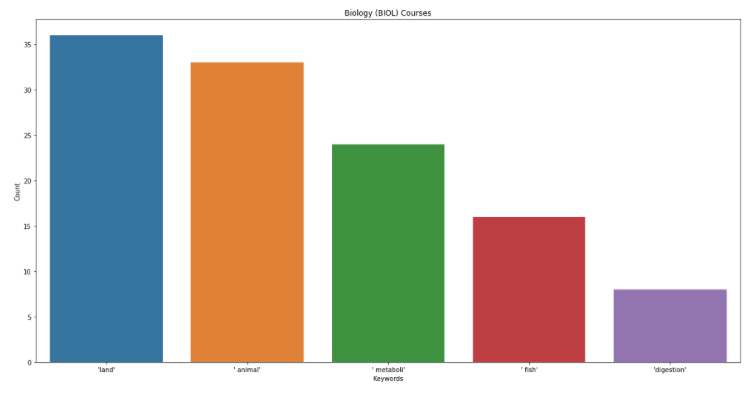 Biology (BIOL) Courses
35
30
25
20
15
10
5
0
Count
'land'
' animal'
' metaboli'
' fish'
'digestion'
Keywords